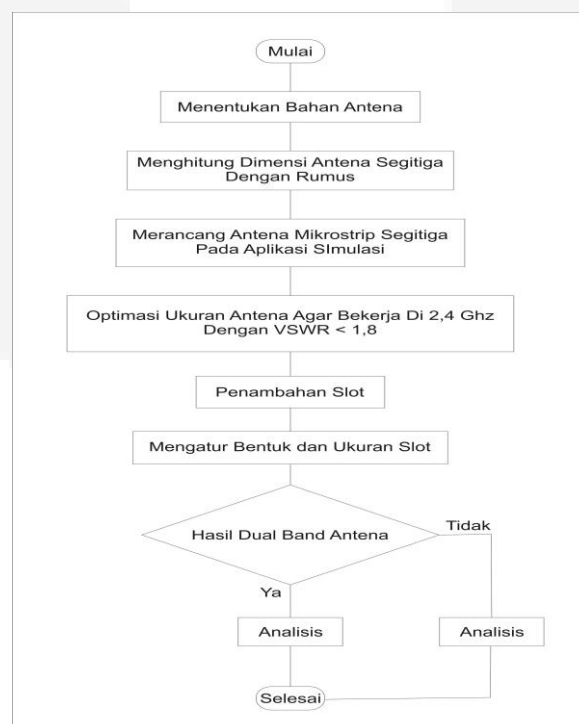 Mulai
Menentukan Bahan Antena
Menghitung Dimensi Antena Segitiga
Dengan Rumus
Merancang Antena Mikrostrip Segitiga
Pada Aplikasi SImulasi
Optimasi Ukuran Antena Agar Bekerja Di 2,4 Ghz
Dengan VSWR < 1,8
Penambahan Slot
Mengatur Bentuk dan Ukuran Slot
Hasil Dual Band Antena
Tidak
Ya
Analisis
Analisis
Selesai